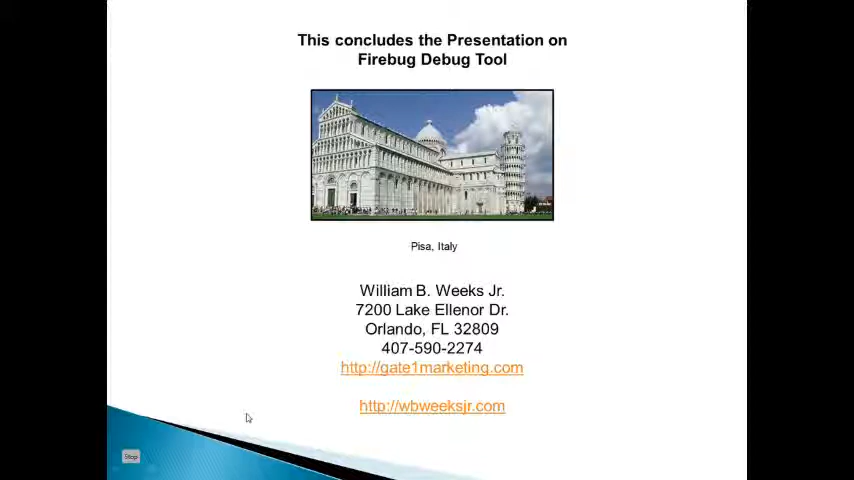 This concludes the Presentation on
Firebug Debug Tool
Pisa, Italy
William B. Weeks Jr.
7200 Lake Ellenor Dr.
Orlando, FL 32809
407-590-2274
http://gate1marketing.com
http://wbweeksjr.com
Stop